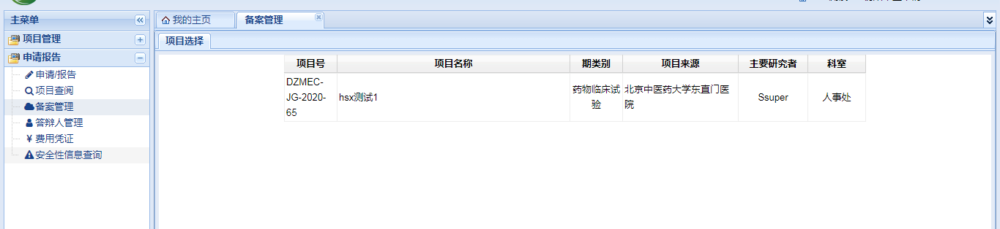 主菜单
项目管理
申请报告
申请/报告
项目查阅
备案管理
答辩人管理
费用凭证
安全性信息查询
我的主页
备案管理
项目选择
项目号 项目名称 期类别 项目来源 主要研究者 科室
DZMEC-
JG-2020-
65
hsx测试1
药物临床试
验
北京中医药大学东直门医
院
Ssuper
人事处